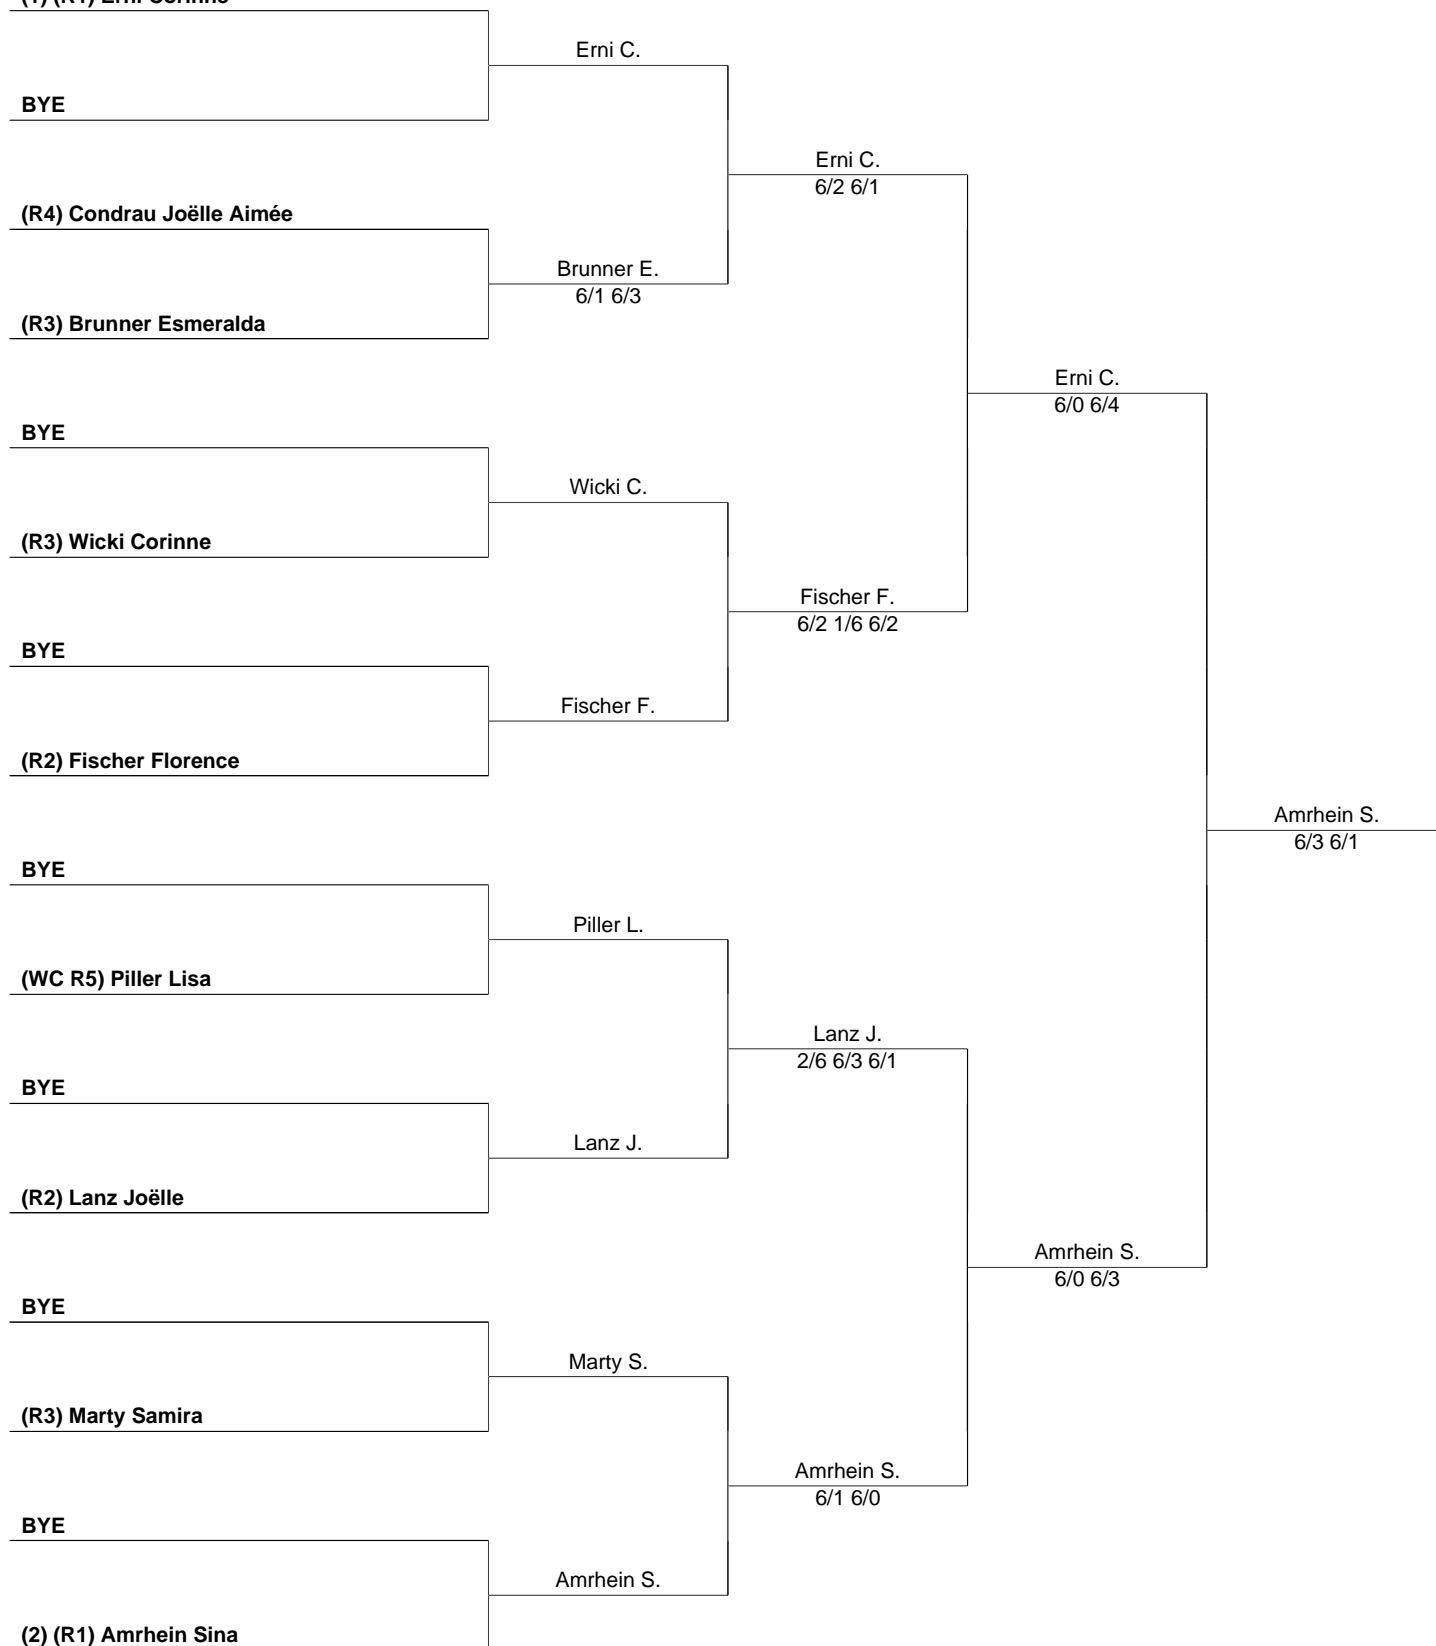 BYE
(R4) Condrau Joëlle Aimée
(R3) Brunner Esmeralda
BYE
(R3) Wicki Corinne
BYE
(R2) Fischer Florence
BYE
(WC R5) Piller Lisa
BYE
(R2) Lanz Joëlle
BYE
(R3) Marty Samira
BYE
(2) (R1) Amrhein Sina
Erni C.
Brunner E.
6/1 6/3
Wicki C.
Fischer F.
Piller L.
Lanz J.
Marty S.
Amrhein S.
Erni C.
6/2 6/1
Fischer F.
6/2 1/6 6/2
Lanz J.
2/6 6/3 6/1
Amrhein S.
6/1 6/0
Erni C.
6/0 6/4
Amrhein S.
6/0 6/3
Amrhein S.
6/3 6/1